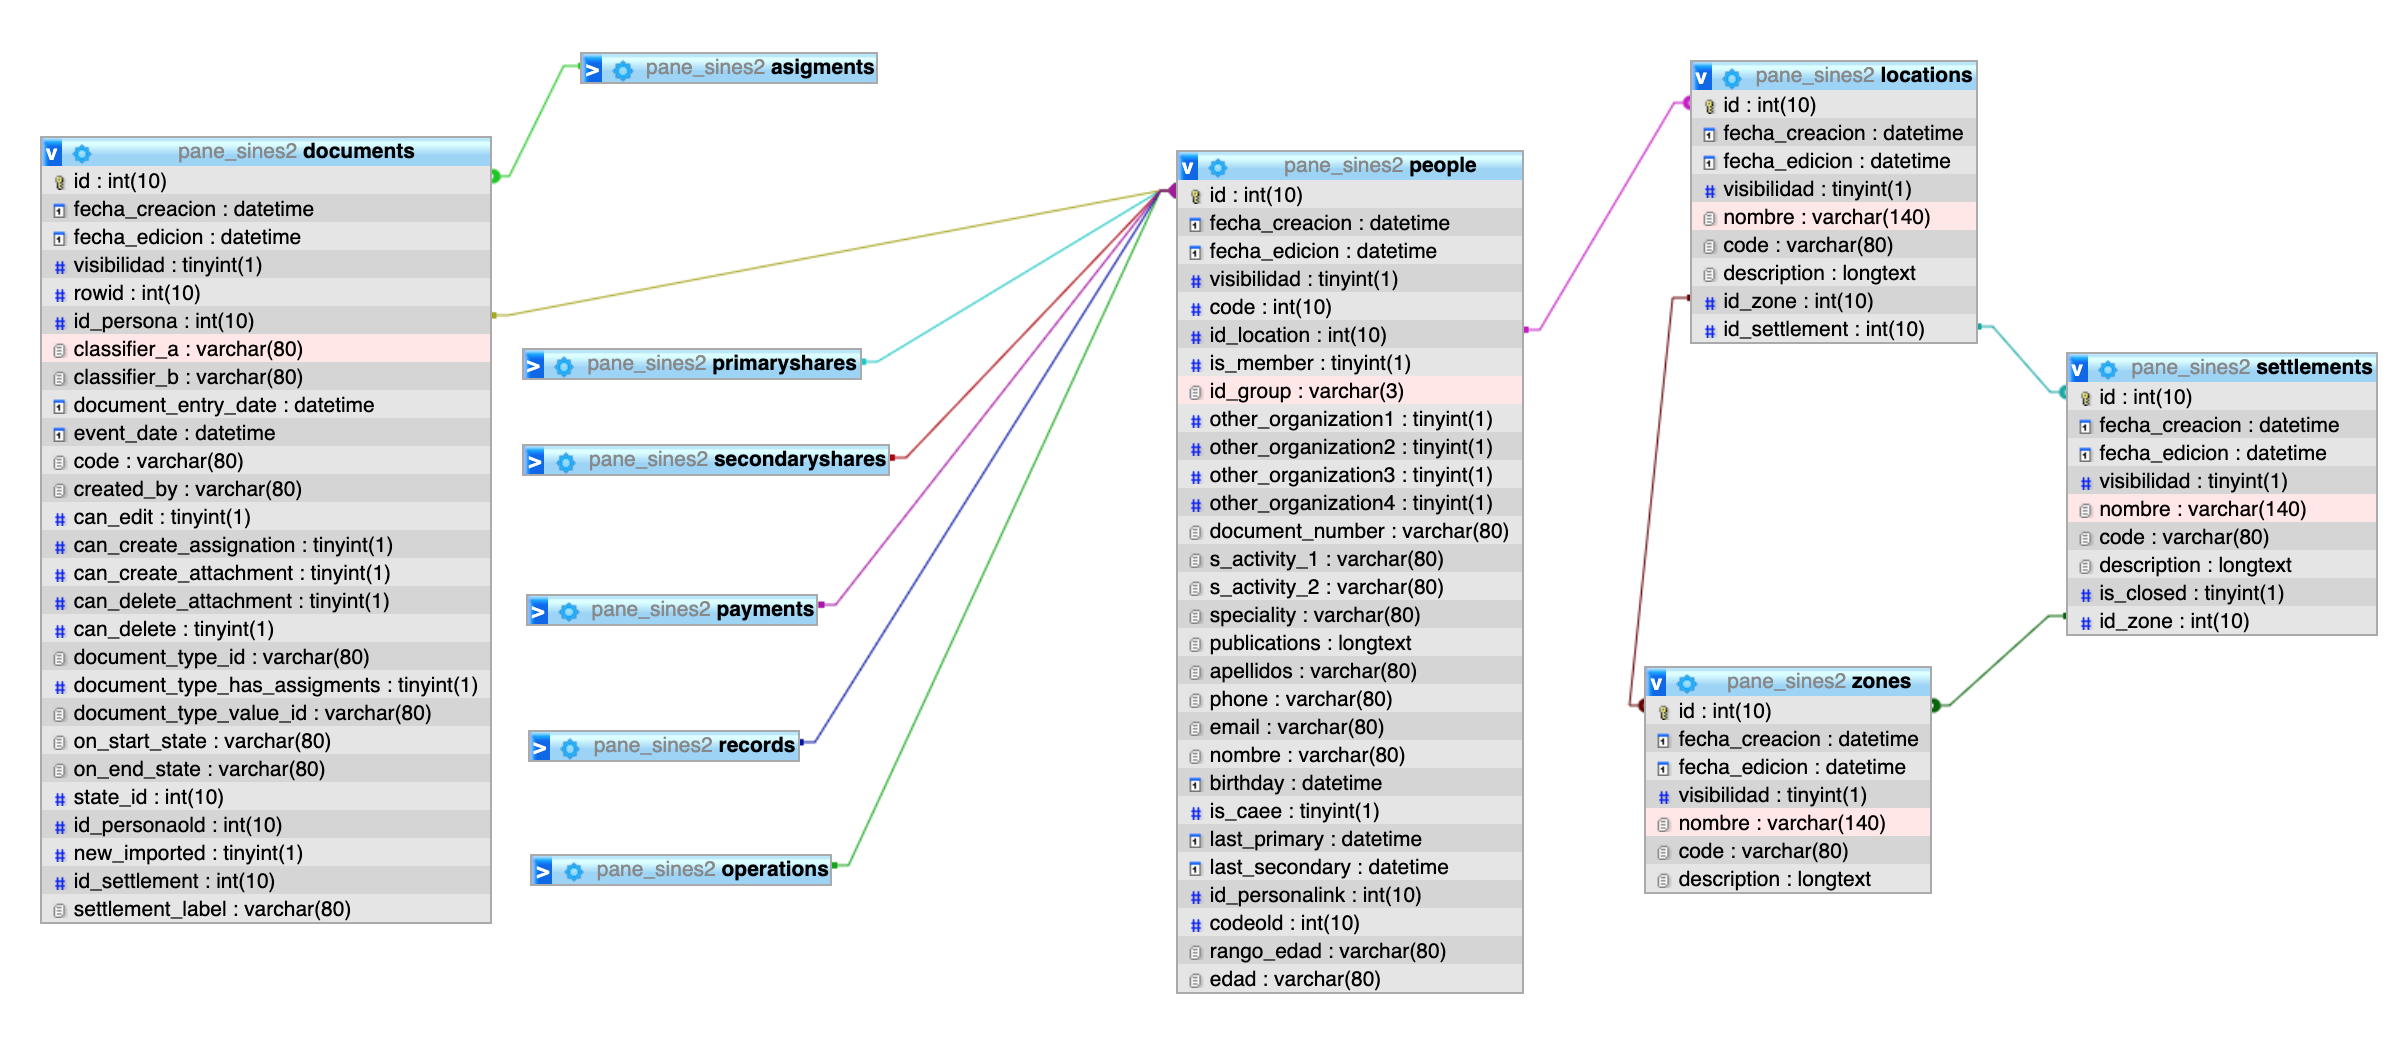 pane_sines2 asigments
pane_sines2 documents
id : int(10)
fecha_creacion : datetime
fecha_edicion : datetime
visibilidad : tinyint(1)
rowid : int(10)
id_persona : int(10)
classifier_a : varchar(80)
classifier_b : varchar(80)
document_entry_date : datetime
event_date : datetime
code : varchar(80)
created_by : varchar(80)
can_edit : tinyint(1)
can_create_assignation : tinyint(1)
can_create_attachment : tinyint(1)
can_delete_attachment : tinyint(1)
can_delete : tinyint(1)
document_type_id : varchar(80)
document_type_has_assigments : tinyint(1)
document_type_value_id : varchar(80)
on_start_state : varchar(80)
on_end_state : varchar(80)
state_id : int(10)
id_personaold : int(10)
new_imported : tinyint(1)
id_settlement : int(10)
settlement_label : varchar(80)
pane_sines2 primaryshares
pane_sines2 secondaryshares
pane_sines2 payments
pane_sines2 records
pane_sines2 operations
pane_sines2 people
id : int(10)
fecha_creacion : datetime
fecha_edicion : datetime
visibilidad : tinyint(1)
code : int(10)
id_location : int(10)
is_member : tinyint(1)
id_group : varchar(3)
other_organization1 : tinyint(1)
other_organization2 : tinyint(1)
other_organization3 : tinyint(1)
other_organization4 : tinyint(1)
document_number : varchar(80)
s_activity_1 : varchar(80)
s_activity_2 : varchar(80)
speciality : varchar(80)
publications : longtext
apellidos : varchar(80)
phone : varchar(80)
email : varchar(80)
nombre : varchar(80)
birthday : datetime
is_caee : tinyint(1)
last_primary : datetime
last_secondary : datetime
id_personalink : int(10)
codeold : int(10)
rango_edad : varchar(80)
edad : varchar(80)
pane_sines2 locations
id : int(10)
fecha_creacion : datetime
fecha_edicion : datetime
visibilidad : tinyint(1)
nombre : varchar(140)
code : varchar(80)
description : longtext
id_zone : int(10)
id_settlement : int(10)
pane_sines2 settlements
id : int(10)
fecha_creacion : datetime
fecha_edicion : datetime
visibilidad : tinyint(1)
nombre : varchar(140)
code : varchar(80)
description : longtext
is_closed : tinyint(1)
id_zone : int(10)
pane_sines2 zones
id : int(10)
fecha_creacion : datetime
fecha_edicion : datetime
visibilidad : tinyint(1)
nombre : varchar(140)
code : varchar(80)
description : longtext